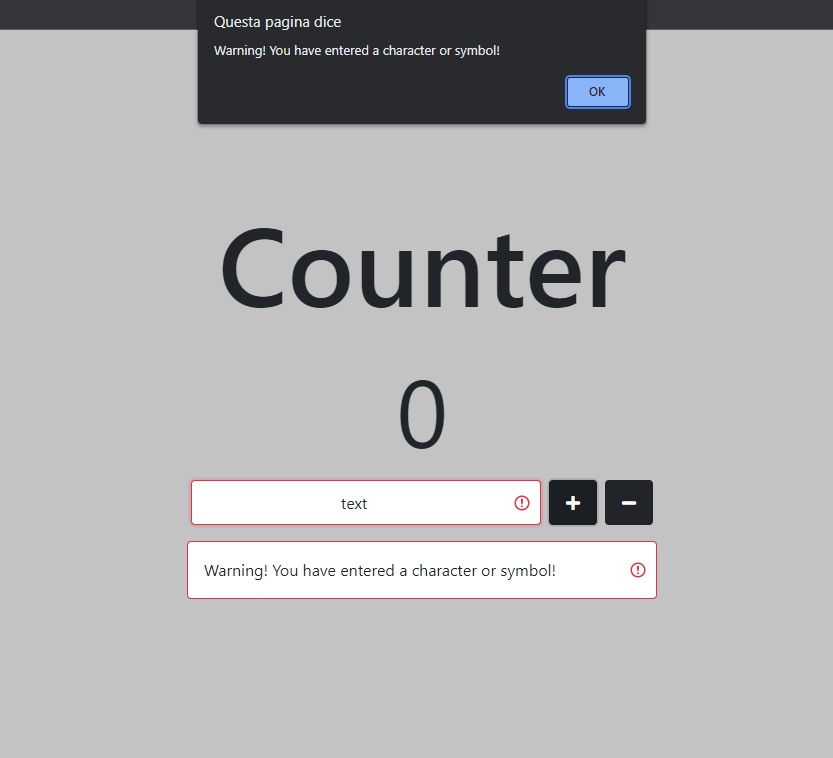 Questa pagina dice
Warning! You have entered a character or symbol!
OK
Counter
0
text
Warning! You have entered a character or symbol!